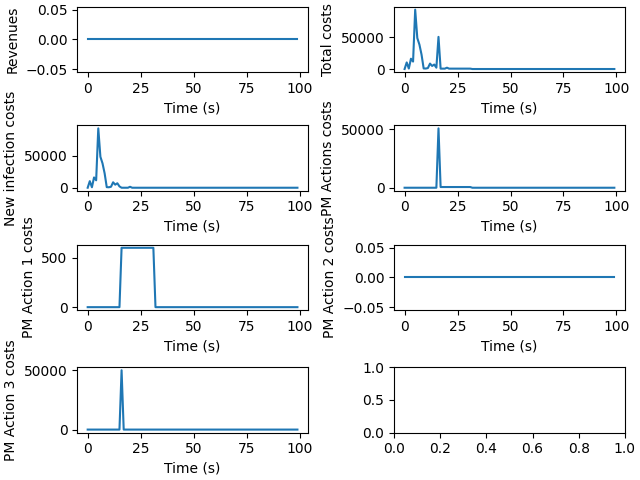 Revenues
0.05
0.00
−0.05
0 25 50 75 100
Time (s)
Total costs
50000
0
0 25 50 75 100
Time (s)
New infection costs
50000
0
0 25 50 75 100
Time (s)
PM Actions costs
50000
0
0 25 50 75 100
Time (s)
PM Action 1 costs
500
0
0 25 50 75 100
Time (s)
PM Action 2 costs
0.05
0.00
−0.05
0 25 50 75 100
Time (s)
PM Action 3 costs
50000
0
0 25 50 75 100
Time (s)
1.0
0.5
0.0
0.0 0.2 0.4 0.6 0.8 1.0